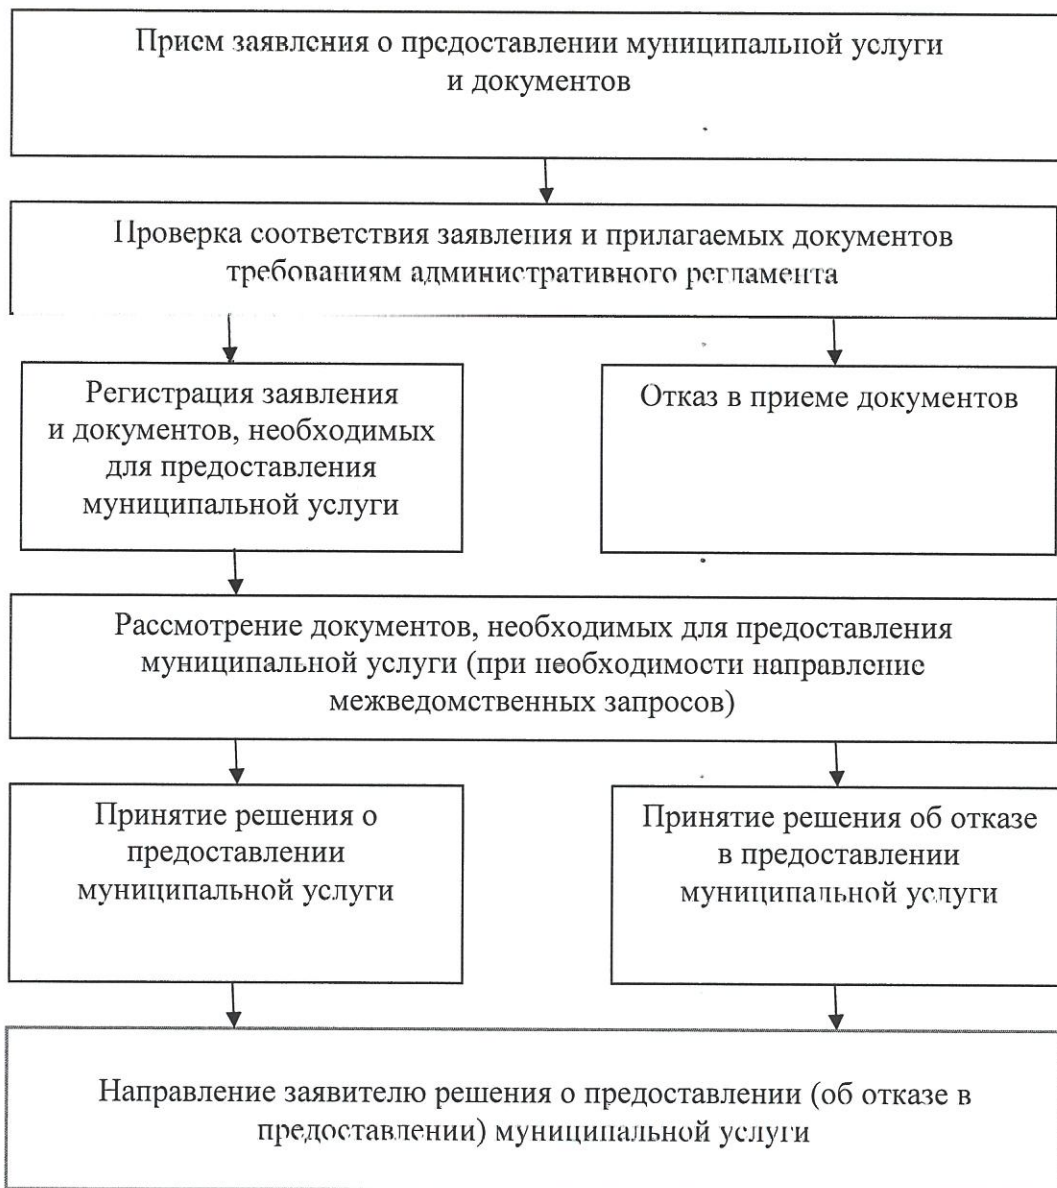 Прием заявления о предоставлении муниципальной услуги
и документов
Проверка соответствия заявления и прилагаемых документов
требованиям административного регламента
Регистрация заявления
и документов, необходимых
для предоставления
муниципальной услуги
Отказ в приеме документов
Рассмотрение документов, необходимых для предоставления
муниципальной услуги (при необходимости направление
межведомственных запросов)
Принятие решения о
предоставлении
муниципальной услуги
Принятие решения об отказе
в предоставлении
муниципальной услуги
Направление заявителю решения о предоставлении (об отказе в
предоставлении) муниципальной услуги